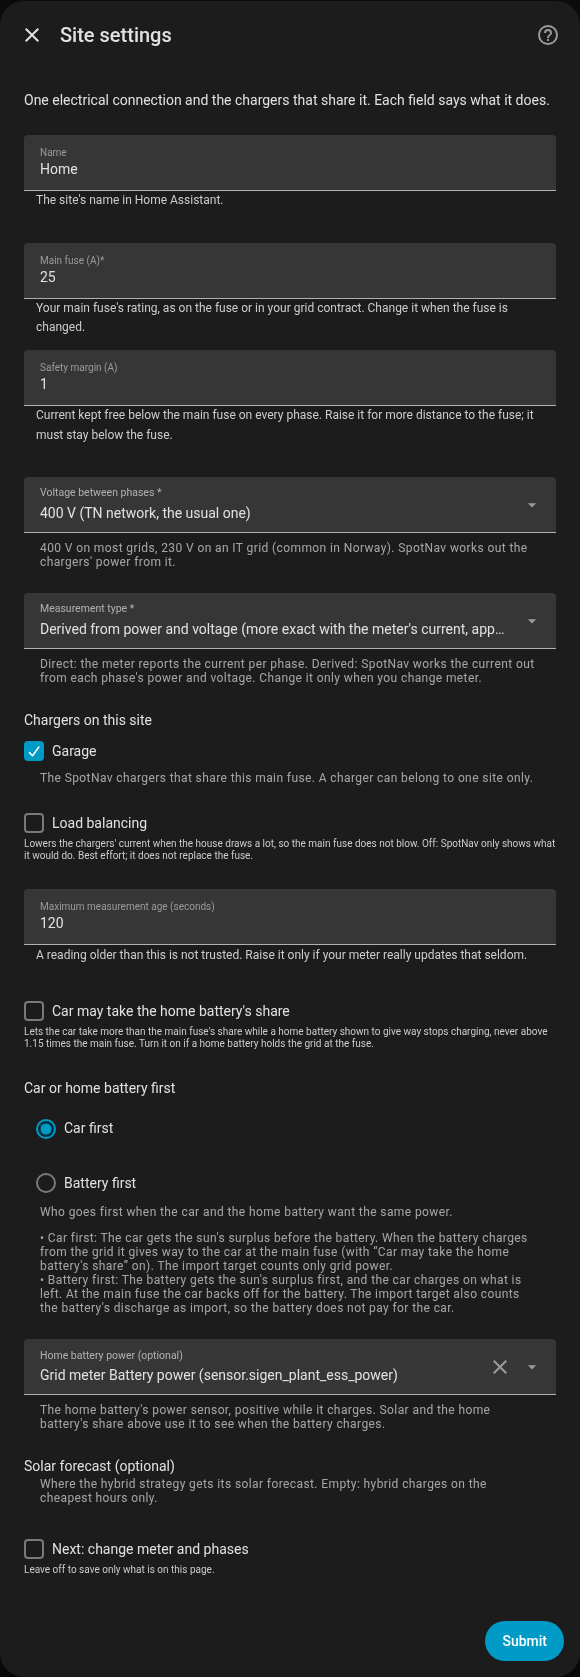 Site settings
One electrical connection and the chargers that share it. Each field says what it does.
Name
Home
The site's name in Home Assistant.
Main fuse (A)*
25
Your main fuse's rating, as on the fuse or in your grid contract. Change it when the fuse is
changed.
Safety margin (A)
1
Current kept free below the main fuse on every phase. Raise it for more distance to the fuse; it
must stay below the fuse.
Voltage between phases *
400 V (TN network, the usual one)
400 V on most grids, 230 V on an IT grid (common in Norway). SpotNav works out the
chargers' power from it.
Measurement type *
Derived from power and voltage (more exact with the meter's current, app...
Direct: the meter reports the current per phase. Derived: SpotNav works the current out
from each phase's power and voltage. Change it only when you change meter.
Chargers on this site
Garage
The SpotNav chargers that share this main fuse. A charger can belong to one site only.
Load balancing
Lowers the chargers' current when the house draws a lot, so the main fuse does not blow. Off: SpotNav only shows what
it would do. Best effort; it does not replace the fuse.
Maximum measurement age (seconds)
120
A reading older than this is not trusted. Raise it only if your meter really updates that seldom.
Car may take the home battery's share
Lets the car take more than the main fuse's share while a home battery shown to give way stops charging, never above
1.15 times the main fuse. Turn it on if a home battery holds the grid at the fuse.
Car or home battery first
Car first
Battery first
Who goes first when the car and the home battery want the same power.
• Car first: The car gets the sun's surplus before the battery. When the battery charges
from the grid it gives way to the car at the main fuse (with “Car may take the home
battery's share” on). The import target counts only grid power.
• Battery first: The battery gets the sun's surplus first, and the car charges on what is
left. At the main fuse the car backs off for the battery. The import target also counts
the battery's discharge as import, so the battery does not pay for the car.
Home battery power (optional)
Grid meter Battery power (sensor.sigen_plant_ess_power)
The home battery's power sensor, positive while it charges. Solar and the home
battery's share above use it to see when the battery charges.
Solar forecast (optional)
Where the hybrid strategy gets its solar forecast. Empty: hybrid charges on the
cheapest hours only.
Next: change meter and phases
Leave off to save only what is on this page.
Submit